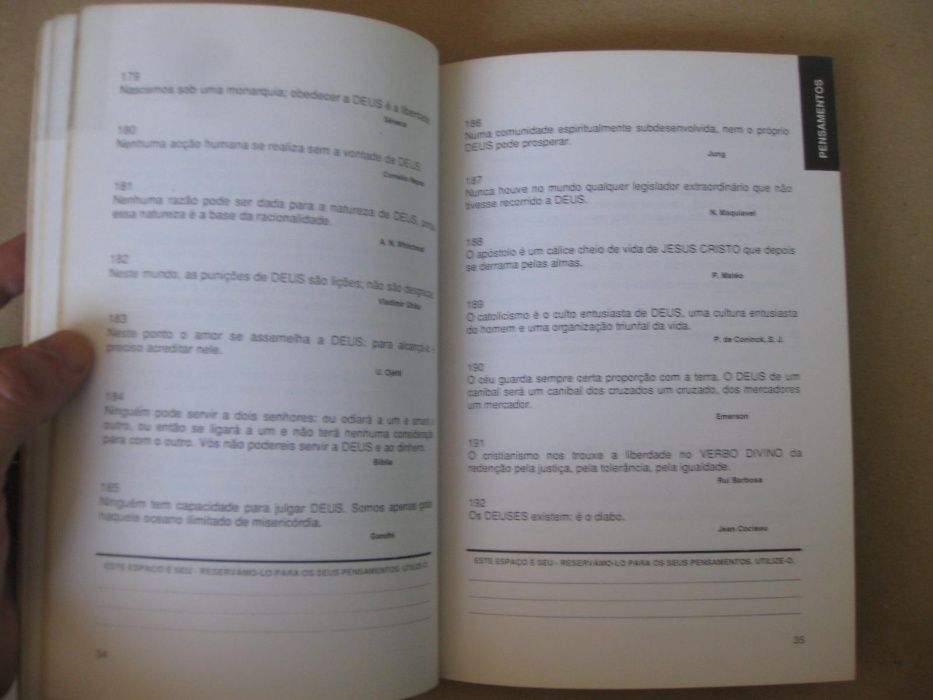 179
Nascemos sob uma monarquia; obedecer a DEUS é a liberdade
Séneca
180
Nenhuma acção humana se realiza sem a vontade de DEUS.
Cornélio Nepos
181
Nenhuma razão pode ser dada para a natureza de DEUS,
essa natureza é a base da racionalidade.
A. N. Whitehead
182
Neste mundo, as punições de DEUS são lições; não são
Vladimir
183
Neste ponto o amor se assemelha a DEUS: para alcançá-lo é
preciso acreditar nele.
U. Ojetti
184
Ninguém pode servir a dois senhores: ou odiará a um e amará o
outro, ou então se ligará a um e não terá nenhuma consideração
para com o outro. Vós não podereis servir a DEUS e ao dinheiro.
Bíblia
185
Ninguém tem capacidade para julgar DEUS. Somos apenas gotas
naquele oceano ilimitado de misericórdia.
Gandhi
ESTE ESPAÇO É SEU - RESERVÁMO-LO PARA OS SEUS PENSAMENTOS. UTILIZE-O.
34
PENSAMENTOS
186
Numa comunidade espiritualmente subdesenvolvida, nem o próprio
DEUS pode prosperar.
Jung
187
Nunca houve no mundo qualquer legislador extraordinário que não
tivesse recorrido a DEUS.
N. Maquiavel
188
O apóstolo é um cálice cheio de vida de JESUS CRISTO que depois
se derrama pelas almas.
P. Matéo
189
O catolicismo é o culto entusiasta de DEUS, uma cultura entusiasta
do homem e uma organização triunfal da vida.
P. de Coninck, S. J.
190
O céu guarda sempre certa proporção com a terra. O DEUS de um
canibal será um canibal dos cruzados um cruzado, dos mercadores
um mercador.
Emerson
191
O cristianismo nos trouxe a liberdade no VERBO DIVINO da
redenção pela justiça, pela tolerância, pela igualdade.
Rui Barbosa
192
Os DEUSES existem: é o diabo.
Jean Cocteau
ESTE ESPAÇO É SEU - RESERVÁMO-LO PARA OS SEUS PENSAMENTOS. UTILIZE-O.
35